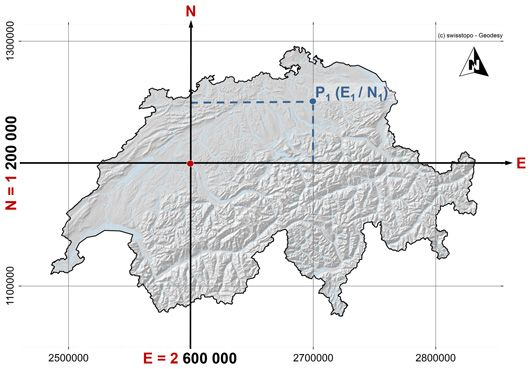 N
(c) swisstopo - Geodesy
1300000
N
P1 (E1 / N1)
N = 1 200 000
E
1100000
2500000
E = 2 600 000
2700000
2800000